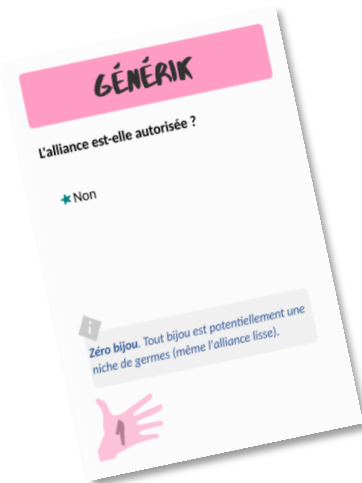 GÉNÉRIK
L'alliance est-elle autorisée ?
Non
i
Zéro bijou. Tout bijou est potentiellement une
niche de germes (même l'alliance lisse).
1